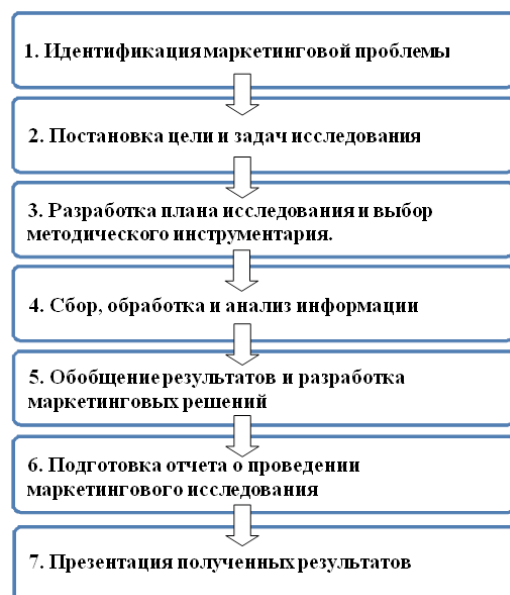 1. Идентификация маркетинговой проблемы
2. Постановка цели и задач исследования
3. Разработка плана исследования и выбор
методического инструментария.
4. Сбор, обработка и анализ информации
5. Обобщение результатов и разработка
маркетинговых решений
6. Подготовка отчета о проведении
маркетингового исследования
7. Презентация полученных результатов